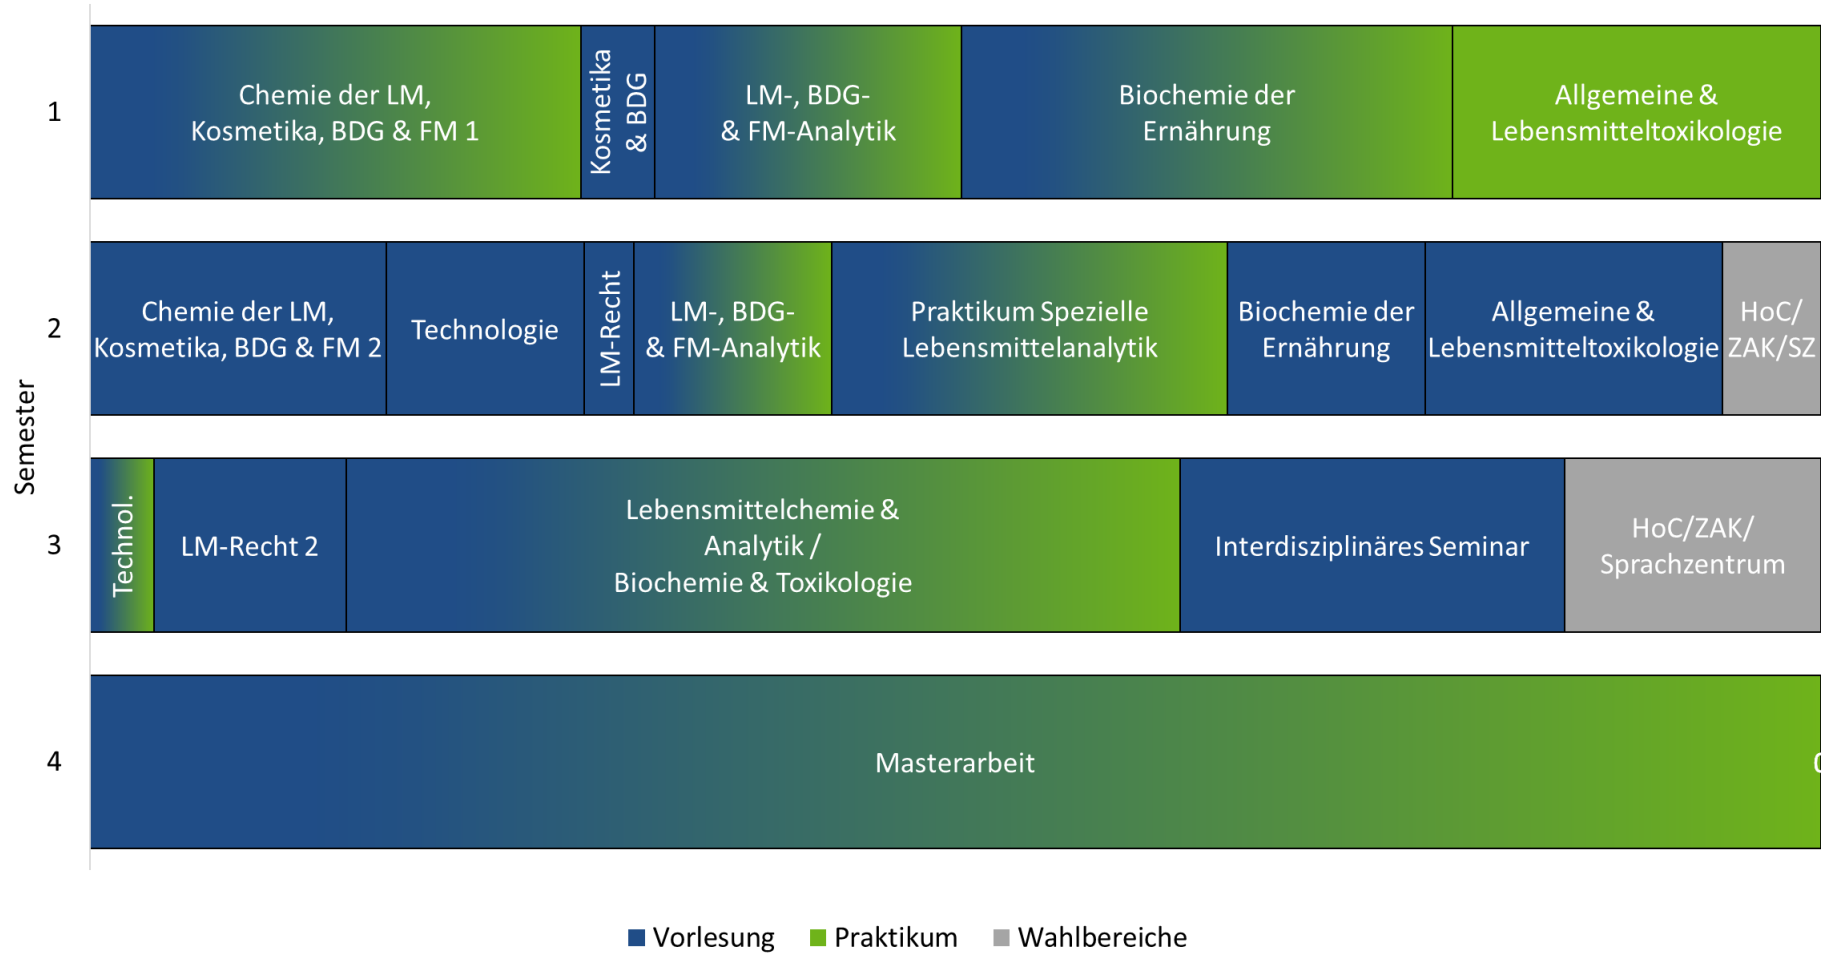 Semester
1
Chemie der LM,
Kosmetika, BDG & FM 1
Kosmetika
& BDG
LM-, BDG-
& FM-Analytik
Biochemie der
Ernährung
Allgemeine &
Lebensmitteltoxikologie
2
Chemie der LM,
Kosmetika, BDG & FM 2
Technologie
LM-Recht
LM-, BDG-
& FM-Analytik
Praktikum Spezielle
Lebensmittelanalytik
Biochemie der
Ernährung
Allgemeine &
Lebensmitteltoxikologie
HoC/
ZAK/SZ
3
Technol.
LM-Recht 2
Lebensmittelchemie &
Analytik /
Biochemie & Toxikologie
Interdisziplinäres Seminar
HoC/ZAK/
Sprachzentrum
4
Masterarbeit
Vorlesung
Praktikum
Wahlbereiche